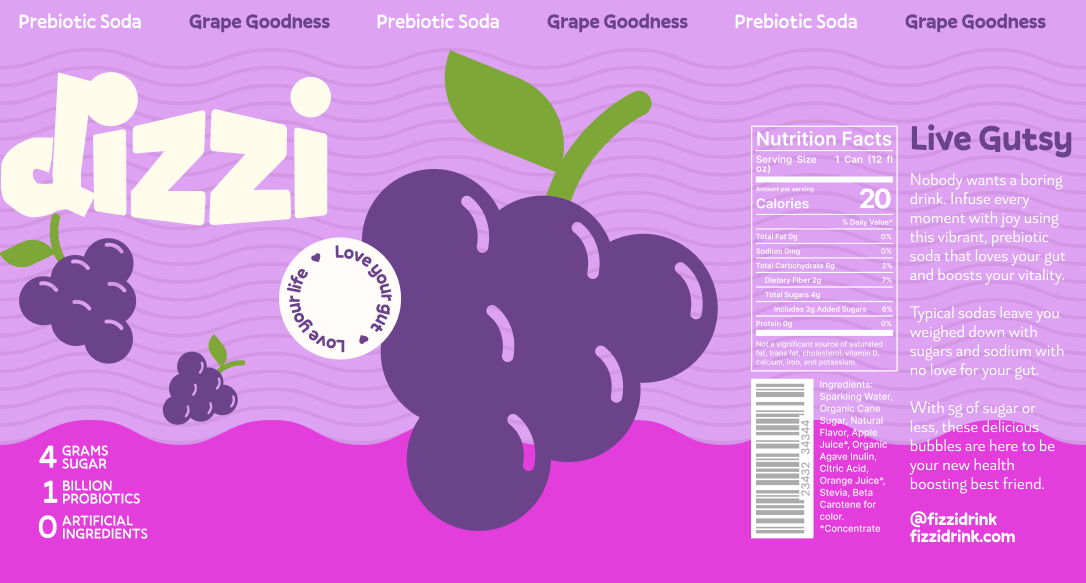 Prebiotic Soda Grape Goodness Prebiotic Soda Grape Goodness Prebiotic Soda Grape Goodness
dizzi
Love your gut
Love your life
4 GRAMS
SUGAR
1 BILLION
PROBIOTICS
0 ARTIFICIAL
INGREDIENTS
Nutrition Facts
Serving Size 1 Can (12 fl
oz)
Amount per serving
Calories 20
% Daily Value*
Total Fat 0g 0%
Sodium 0mg 0%
Total Carbohydrate 6g 2%
Dietary Fiber 2g 7%
Total Sugars 4g
Includes 3g Added Sugars 6%
Protein 0g 0%
Not a significant source of saturated
fat, trans fat, cholesterol, vitamin D,
calcium, iron, and potassium.
23432 34344
Ingredients:
Sparkling Water,
Organic Cane
Sugar, Natural
Flavor, Apple
Juice*, Organic
Agave Inulin,
Citric Acid,
Orange Juice*,
Stevia, Beta
Carotene for
color.
*Concentrate
Live Gutsy
Nobody wants a boring
drink. Infuse every
moment with joy using
this vibrant, prebiotic
soda that loves your gut
and boosts your vitality.
Typical sodas leave you
weighed down with
sugars and sodium with
no love for your gut.
With 5g of sugar or
less, these delicious
bubbles are here to be
your new health
boosting best friend.
@fizzidrink
fizzidrink.com